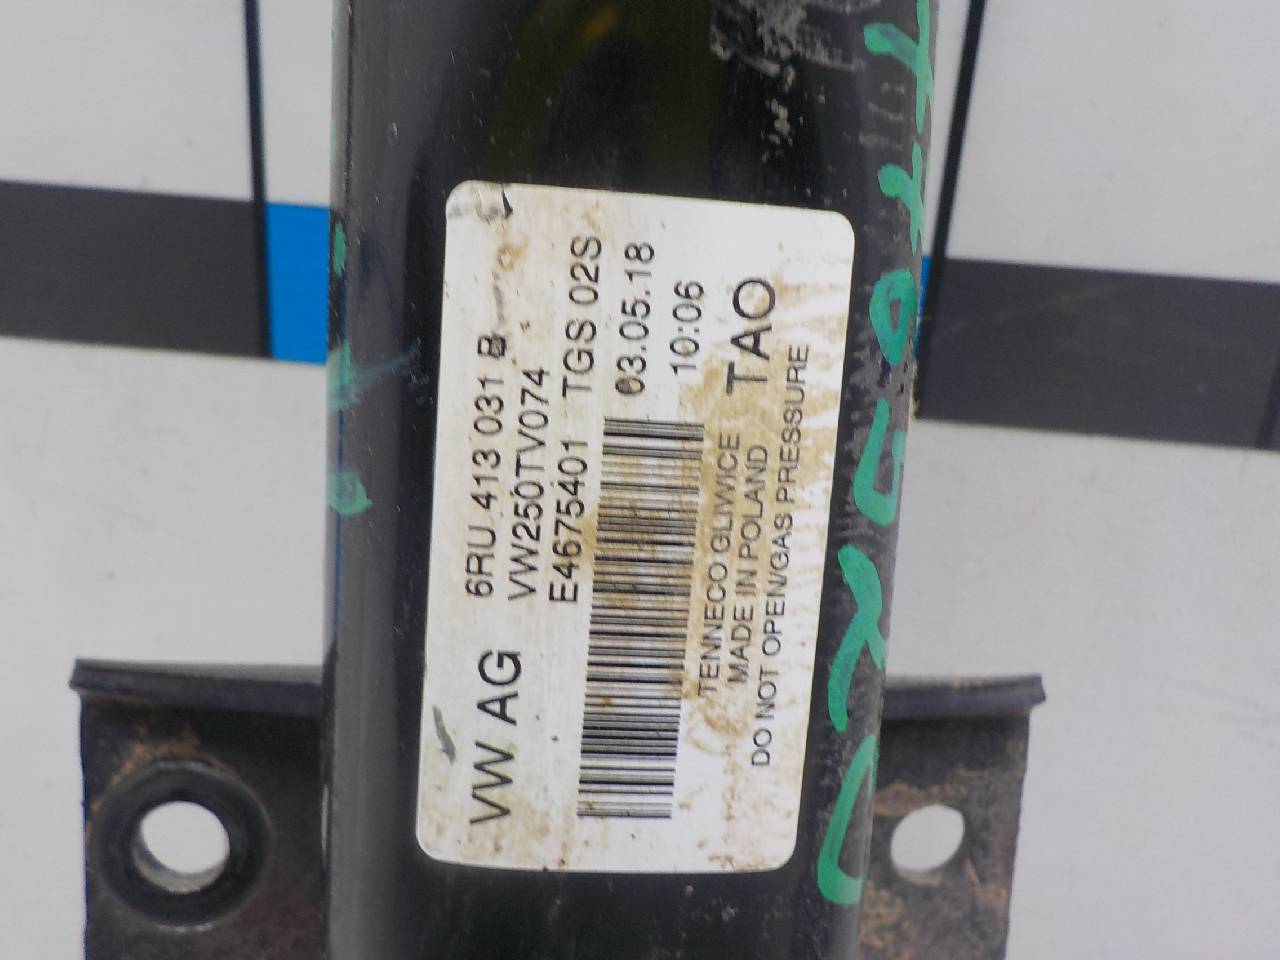 VW AG 6RU 413 031 B
VW250TV074
E4675401 TGS 02S
03.05.18
10:06
TENNECO GLIWICE TAO
MADE IN POLAND
DO NOT OPEN/GAS PRESSURE